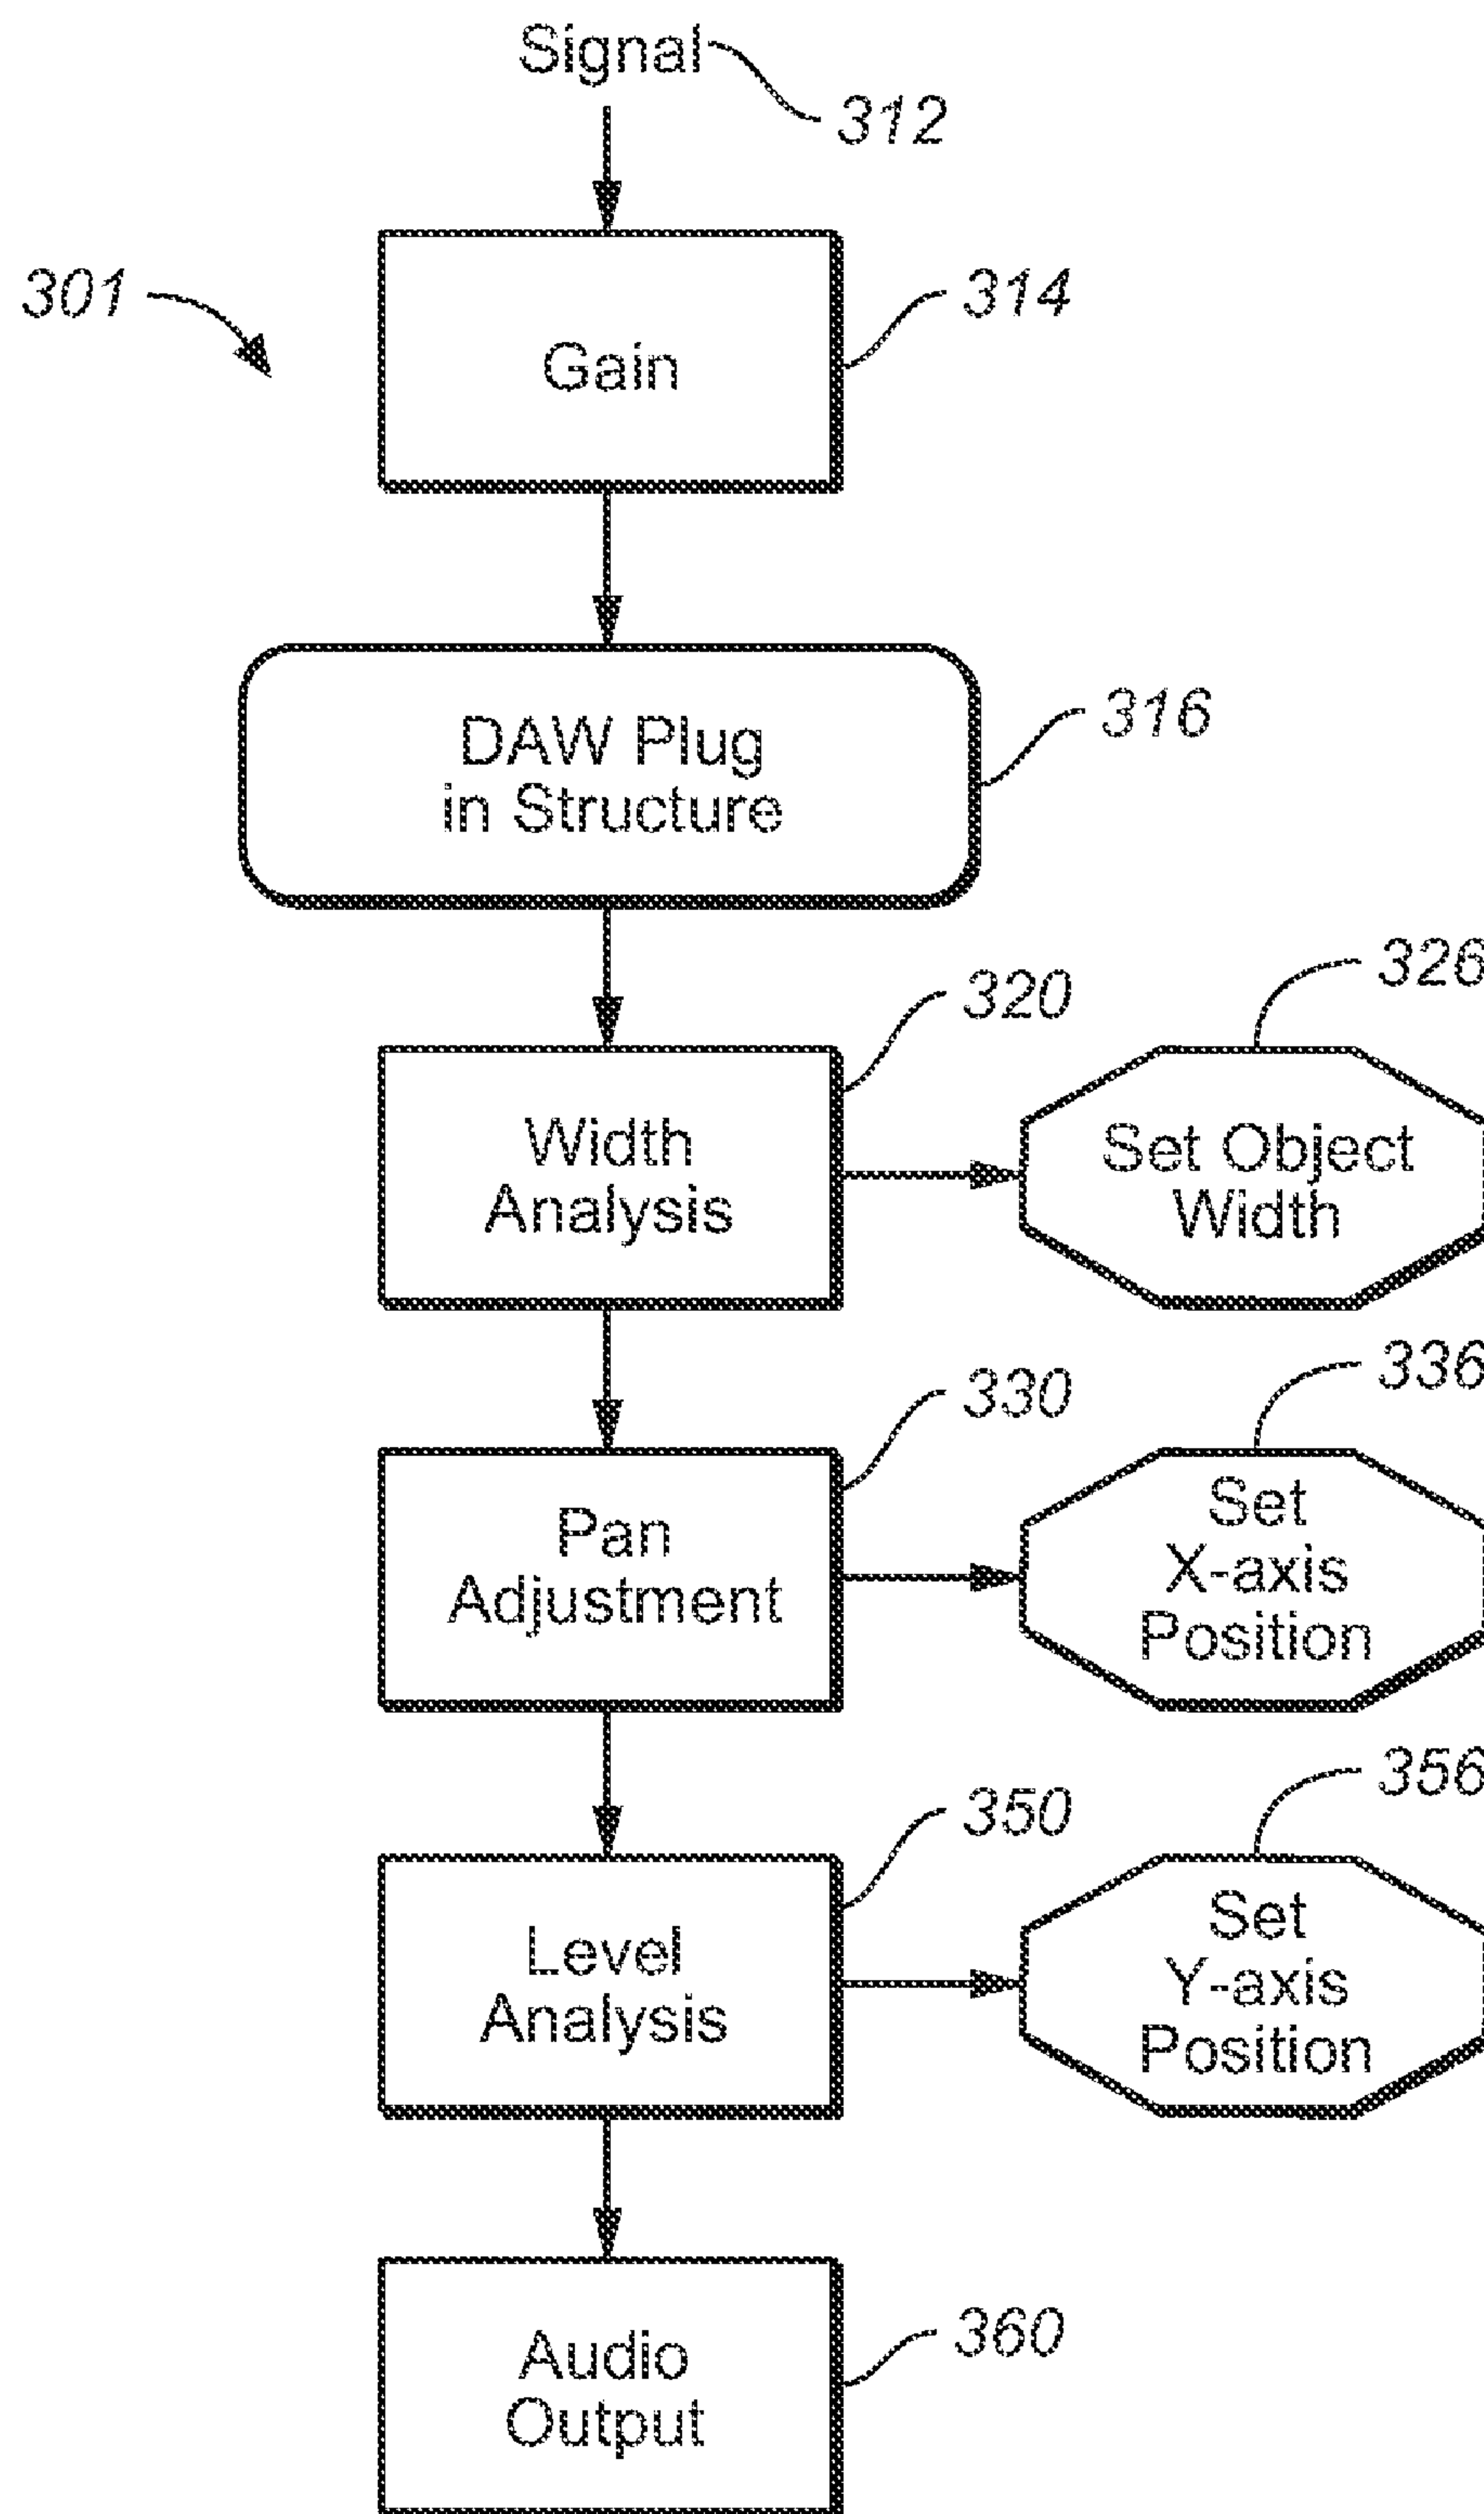 Signal
312
301
314
Gain
DAW Plug
in Structure
316
320
326
Width
Analysis
Set Object
Width
330
336
Pan
Adjustment
Set
X-axis
Position
350
356
Level
Analysis
Set
Y-axis
Position
Audio
Output
360